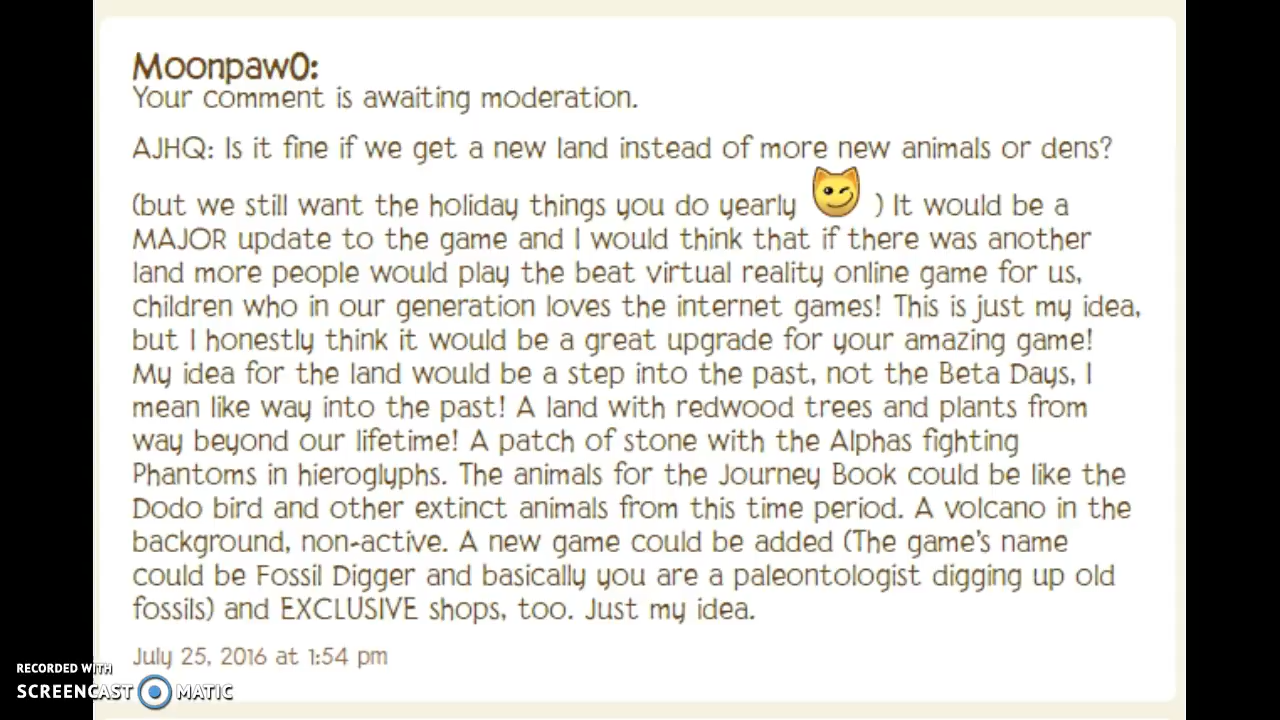 Moonpaw0:
Your comment is awaiting moderation.
AJHQ: Is it fine if we get a new land instead of more new animals or dens?
(but we still want the holiday things you do yearly ) It would be a
MAJOR update to the game and I would think that if there was another
land more people would play the beat virtual reality online game for us,
children who in our generation loves the internet games! This is just my idea,
but I honestly think it would be a great upgrade for your amazing game!
My idea for the land would be a step into the past, not the Beta Days, I
mean like way into the past! A land with redwood trees and plants from
way beyond our lifetime! A patch of stone with the Alphas fighting
Phantoms in hieroglyphs. The animals for the Journey Book could be like the
Dodo bird and other extinct animals from this time period. A volcano in the
background, non-active. A new game could be added (The game's name
could be Fossil Digger and basically you are a paleontologist digging up old
fossils) and EXCLUSIVE shops, too. Just my idea.
July 25, 2016 at 1:54 pm
RECORDED WITH
SCREENCAST MATIC